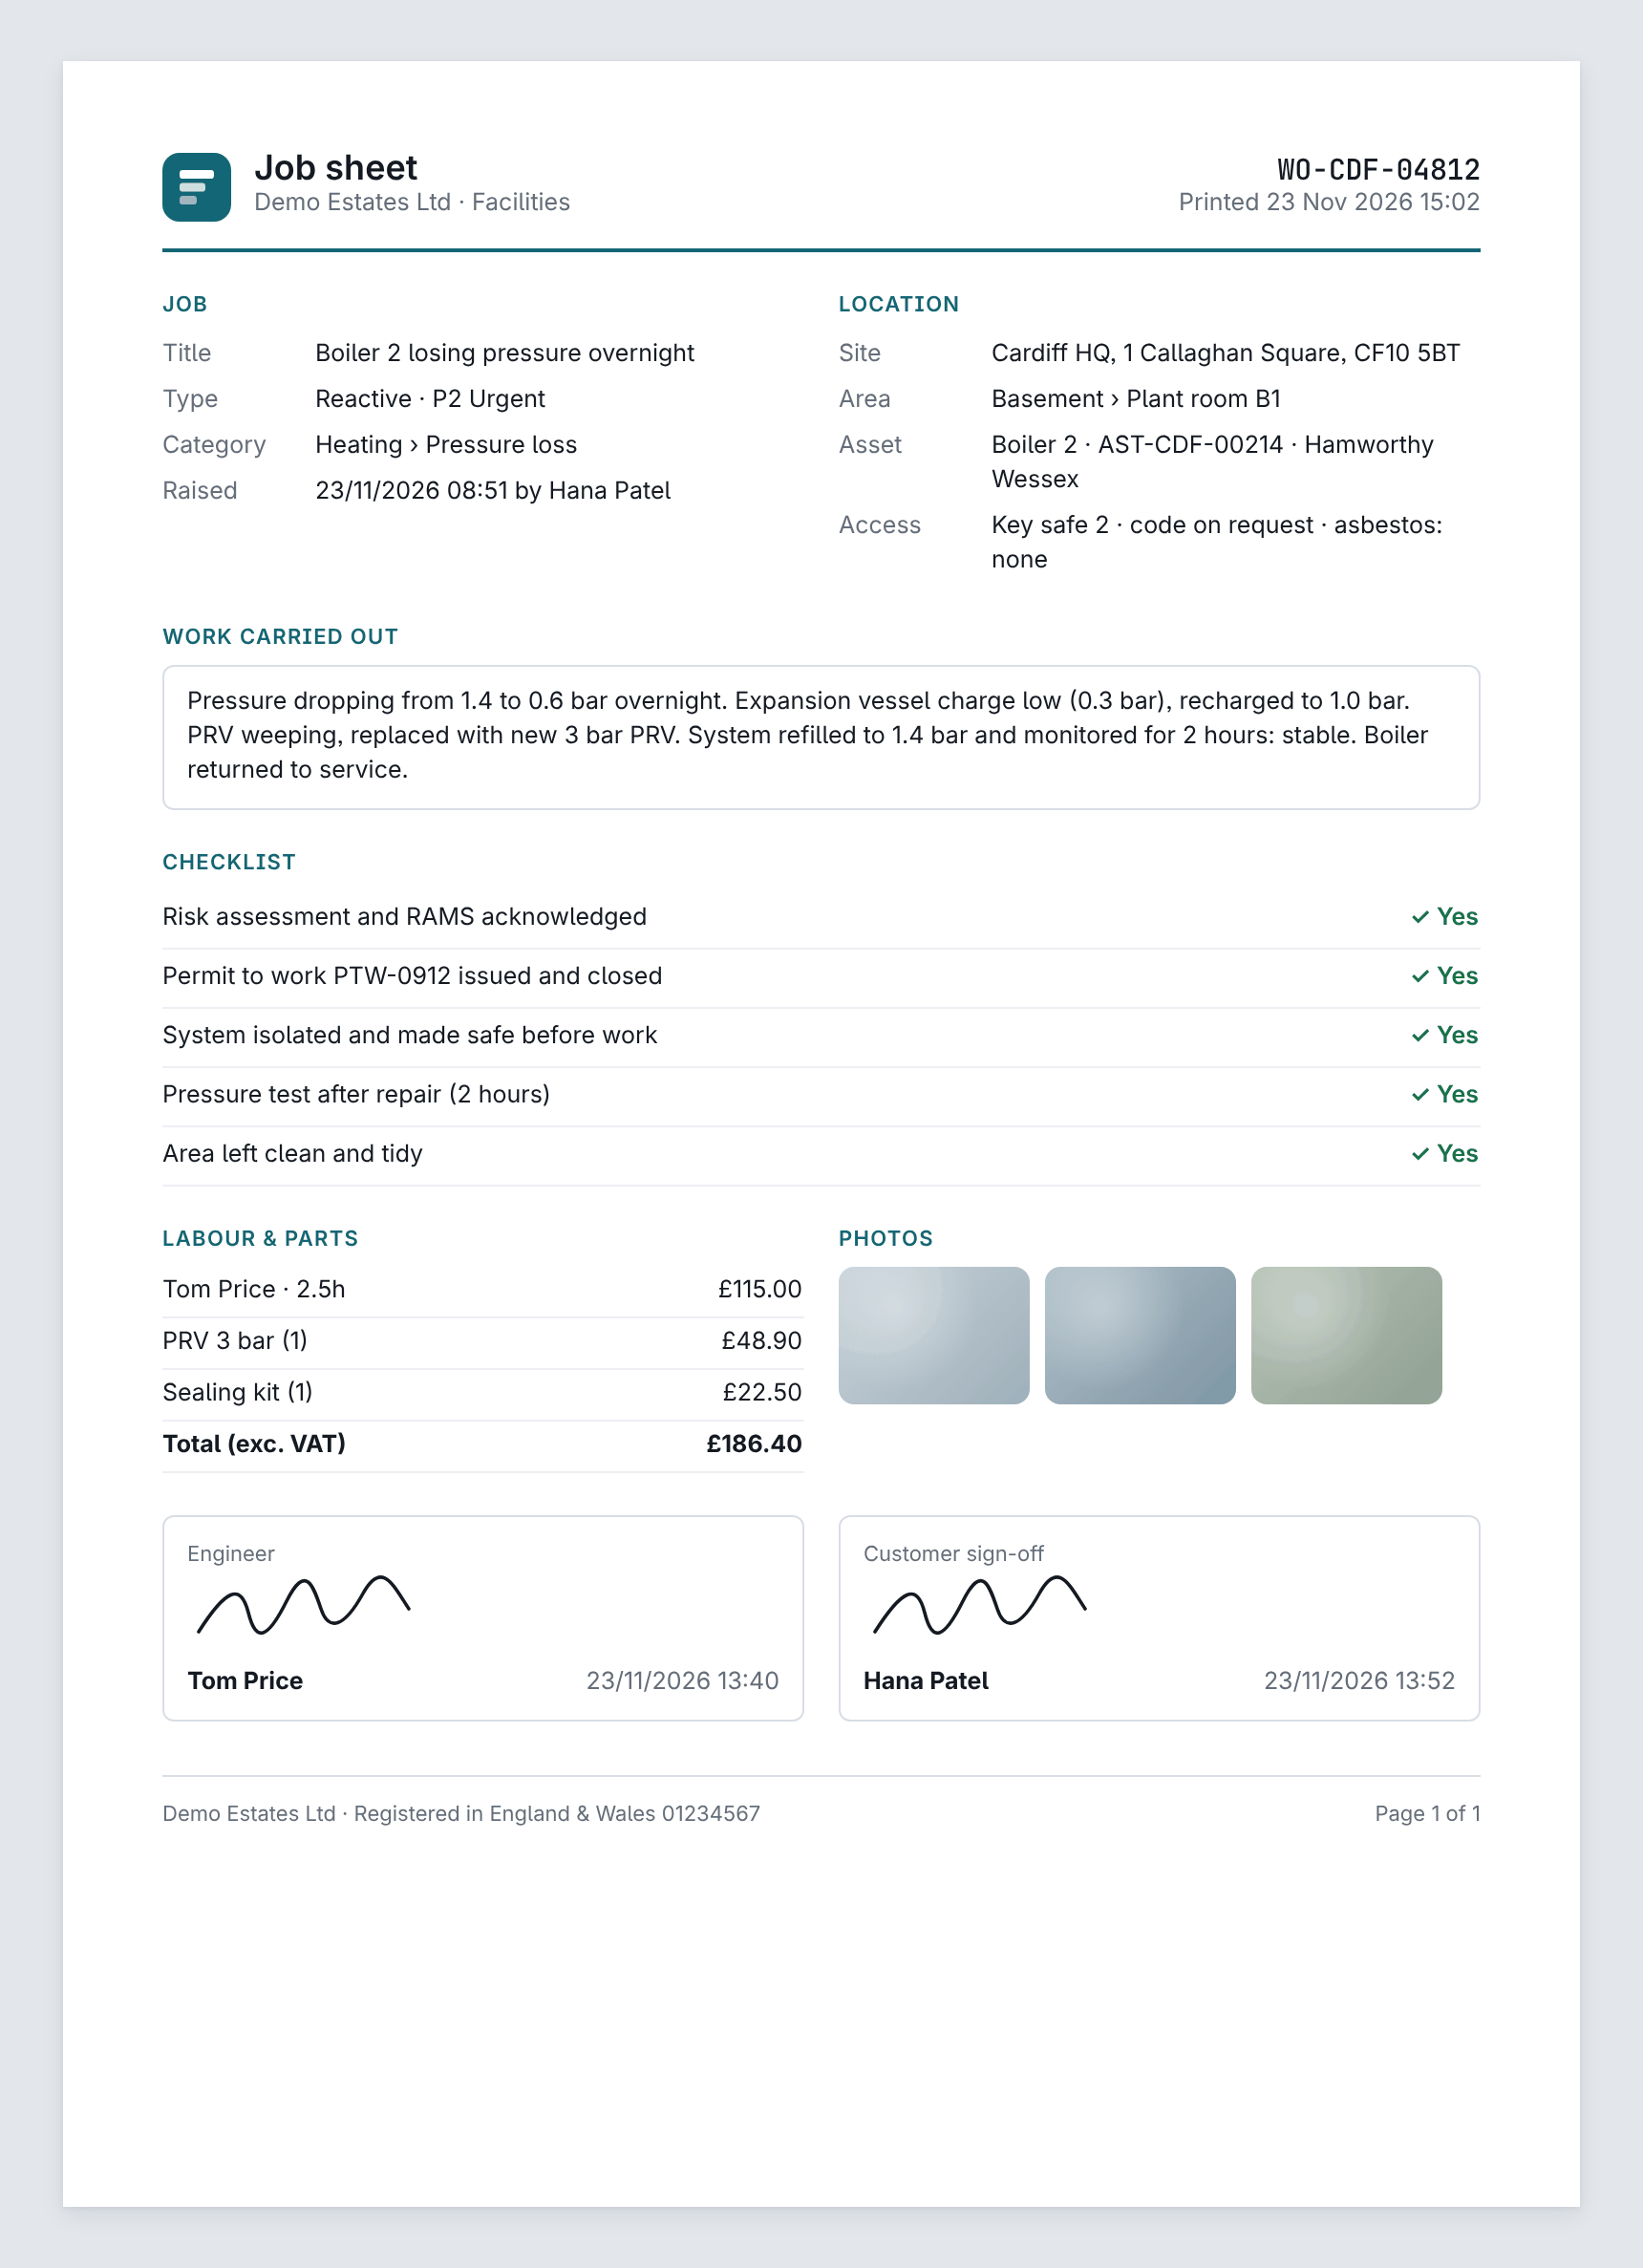 Job sheet
Demo Estates Ltd · Facilities
WO-CDF-04812
Printed 23 Nov 2026 15:02
JOB
Title Boiler 2 losing pressure overnight
Type Reactive · P2 Urgent
Category Heating › Pressure loss
Raised 23/11/2026 08:51 by Hana Patel
LOCATION
Site Cardiff HQ, 1 Callaghan Square, CF10 5BT
Area Basement › Plant room B1
Asset Boiler 2 · AST-CDF-00214 · Hamworthy
Wessex
Access Key safe 2 · code on request · asbestos:
none
WORK CARRIED OUT
Pressure dropping from 1.4 to 0.6 bar overnight. Expansion vessel charge low (0.3 bar), recharged to 1.0 bar.
PRV weeping, replaced with new 3 bar PRV. System refilled to 1.4 bar and monitored for 2 hours: stable. Boiler
returned to service.
CHECKLIST
Risk assessment and RAMS acknowledged ✓ Yes
Permit to work PTW-0912 issued and closed ✓ Yes
System isolated and made safe before work ✓ Yes
Pressure test after repair (2 hours) ✓ Yes
Area left clean and tidy ✓ Yes
LABOUR & PARTS
Tom Price · 2.5h £115.00
PRV 3 bar (1) £48.90
Sealing kit (1) £22.50
Total (exc. VAT) £186.40
PHOTOS
Engineer
Tom Price 23/11/2026 13:40
Customer sign-off
Hana Patel 23/11/2026 13:52
Demo Estates Ltd · Registered in England & Wales 01234567
Page 1 of 1